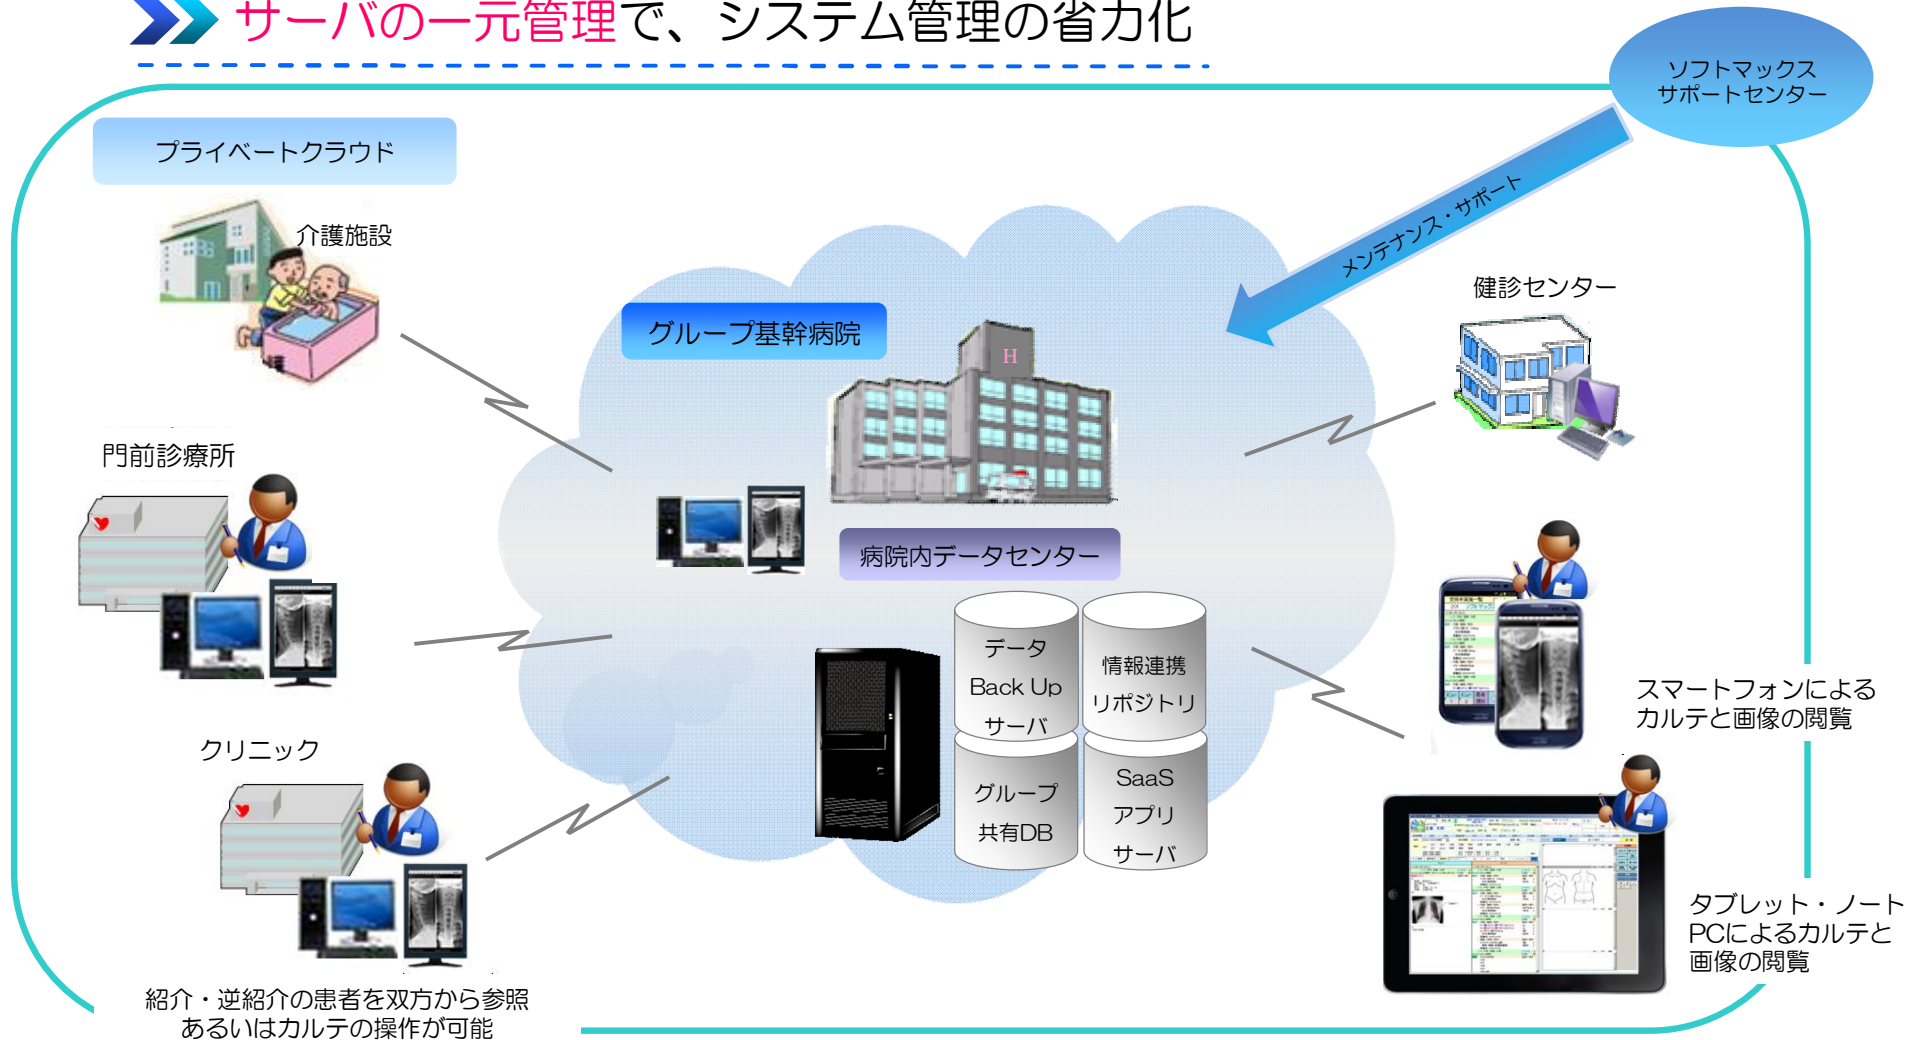 サーバの一元管理で、システム管理の省力化
ソフトマックス
サポートセンター
プライベートクラウド
メンテナンス・サポート
介護施設
健診センター
グループ基幹病院
H
門前診療所
病院内データセンター
データ
Back Up
サーバ
情報連携
リポジトリ
スマートフォンによる
カルテと画像の閲覧
クリニック
グループ
共有DB
SaaS
アプリ
サーバ
タブレット・ノート
PCによるカルテと
画像の閲覧
紹介・逆紹介の患者を双方から参照
あるいはカルテの操作が可能